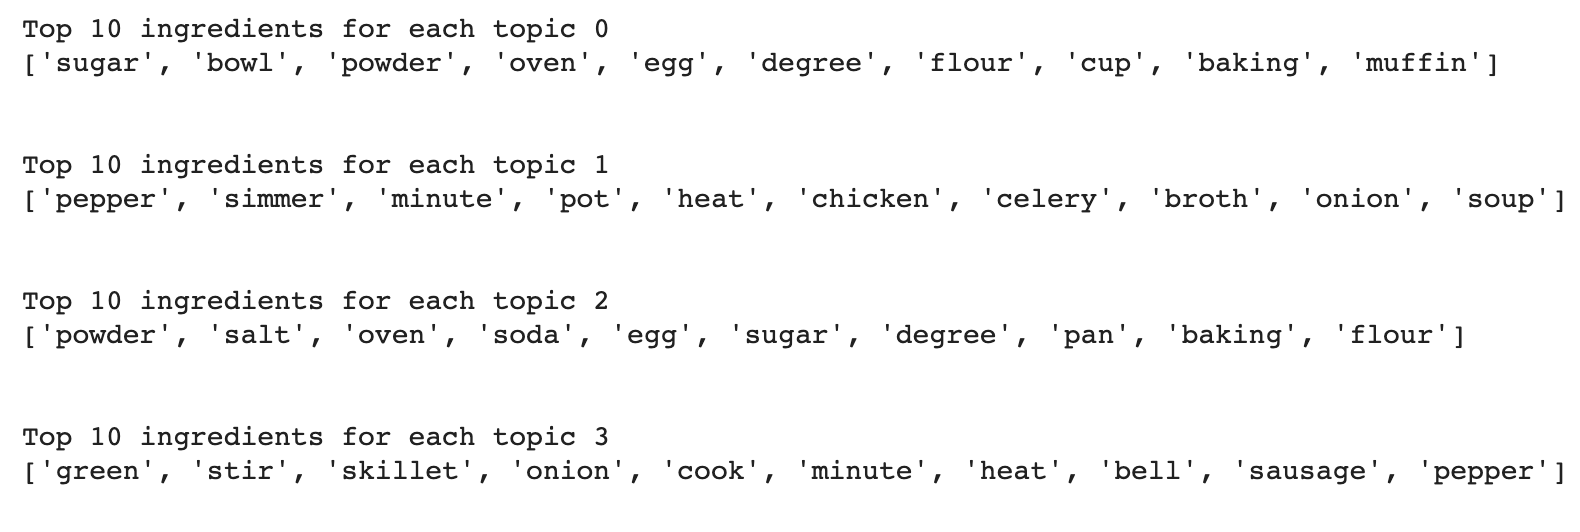 Top 10 ingredients for each topic 0
['sugar', 'bowl', 'powder', 'oven', 'egg', 'degree', 'flour', 'cup', 'baking', 'muffin']
Top 10 ingredients for each topic 1
['pepper', 'simmer', 'minute', 'pot', 'heat', 'chicken', 'celery', 'broth', 'onion', 'soup']
Top 10 ingredients for each topic 2
['powder', 'salt', 'oven', 'soda', 'egg', 'sugar', 'degree', 'pan', 'baking', 'flour']
Top 10 ingredients for each topic 3
['green', 'stir', 'skillet', 'onion', 'cook', 'minute', 'heat', 'bell', 'sausage', 'pepper']